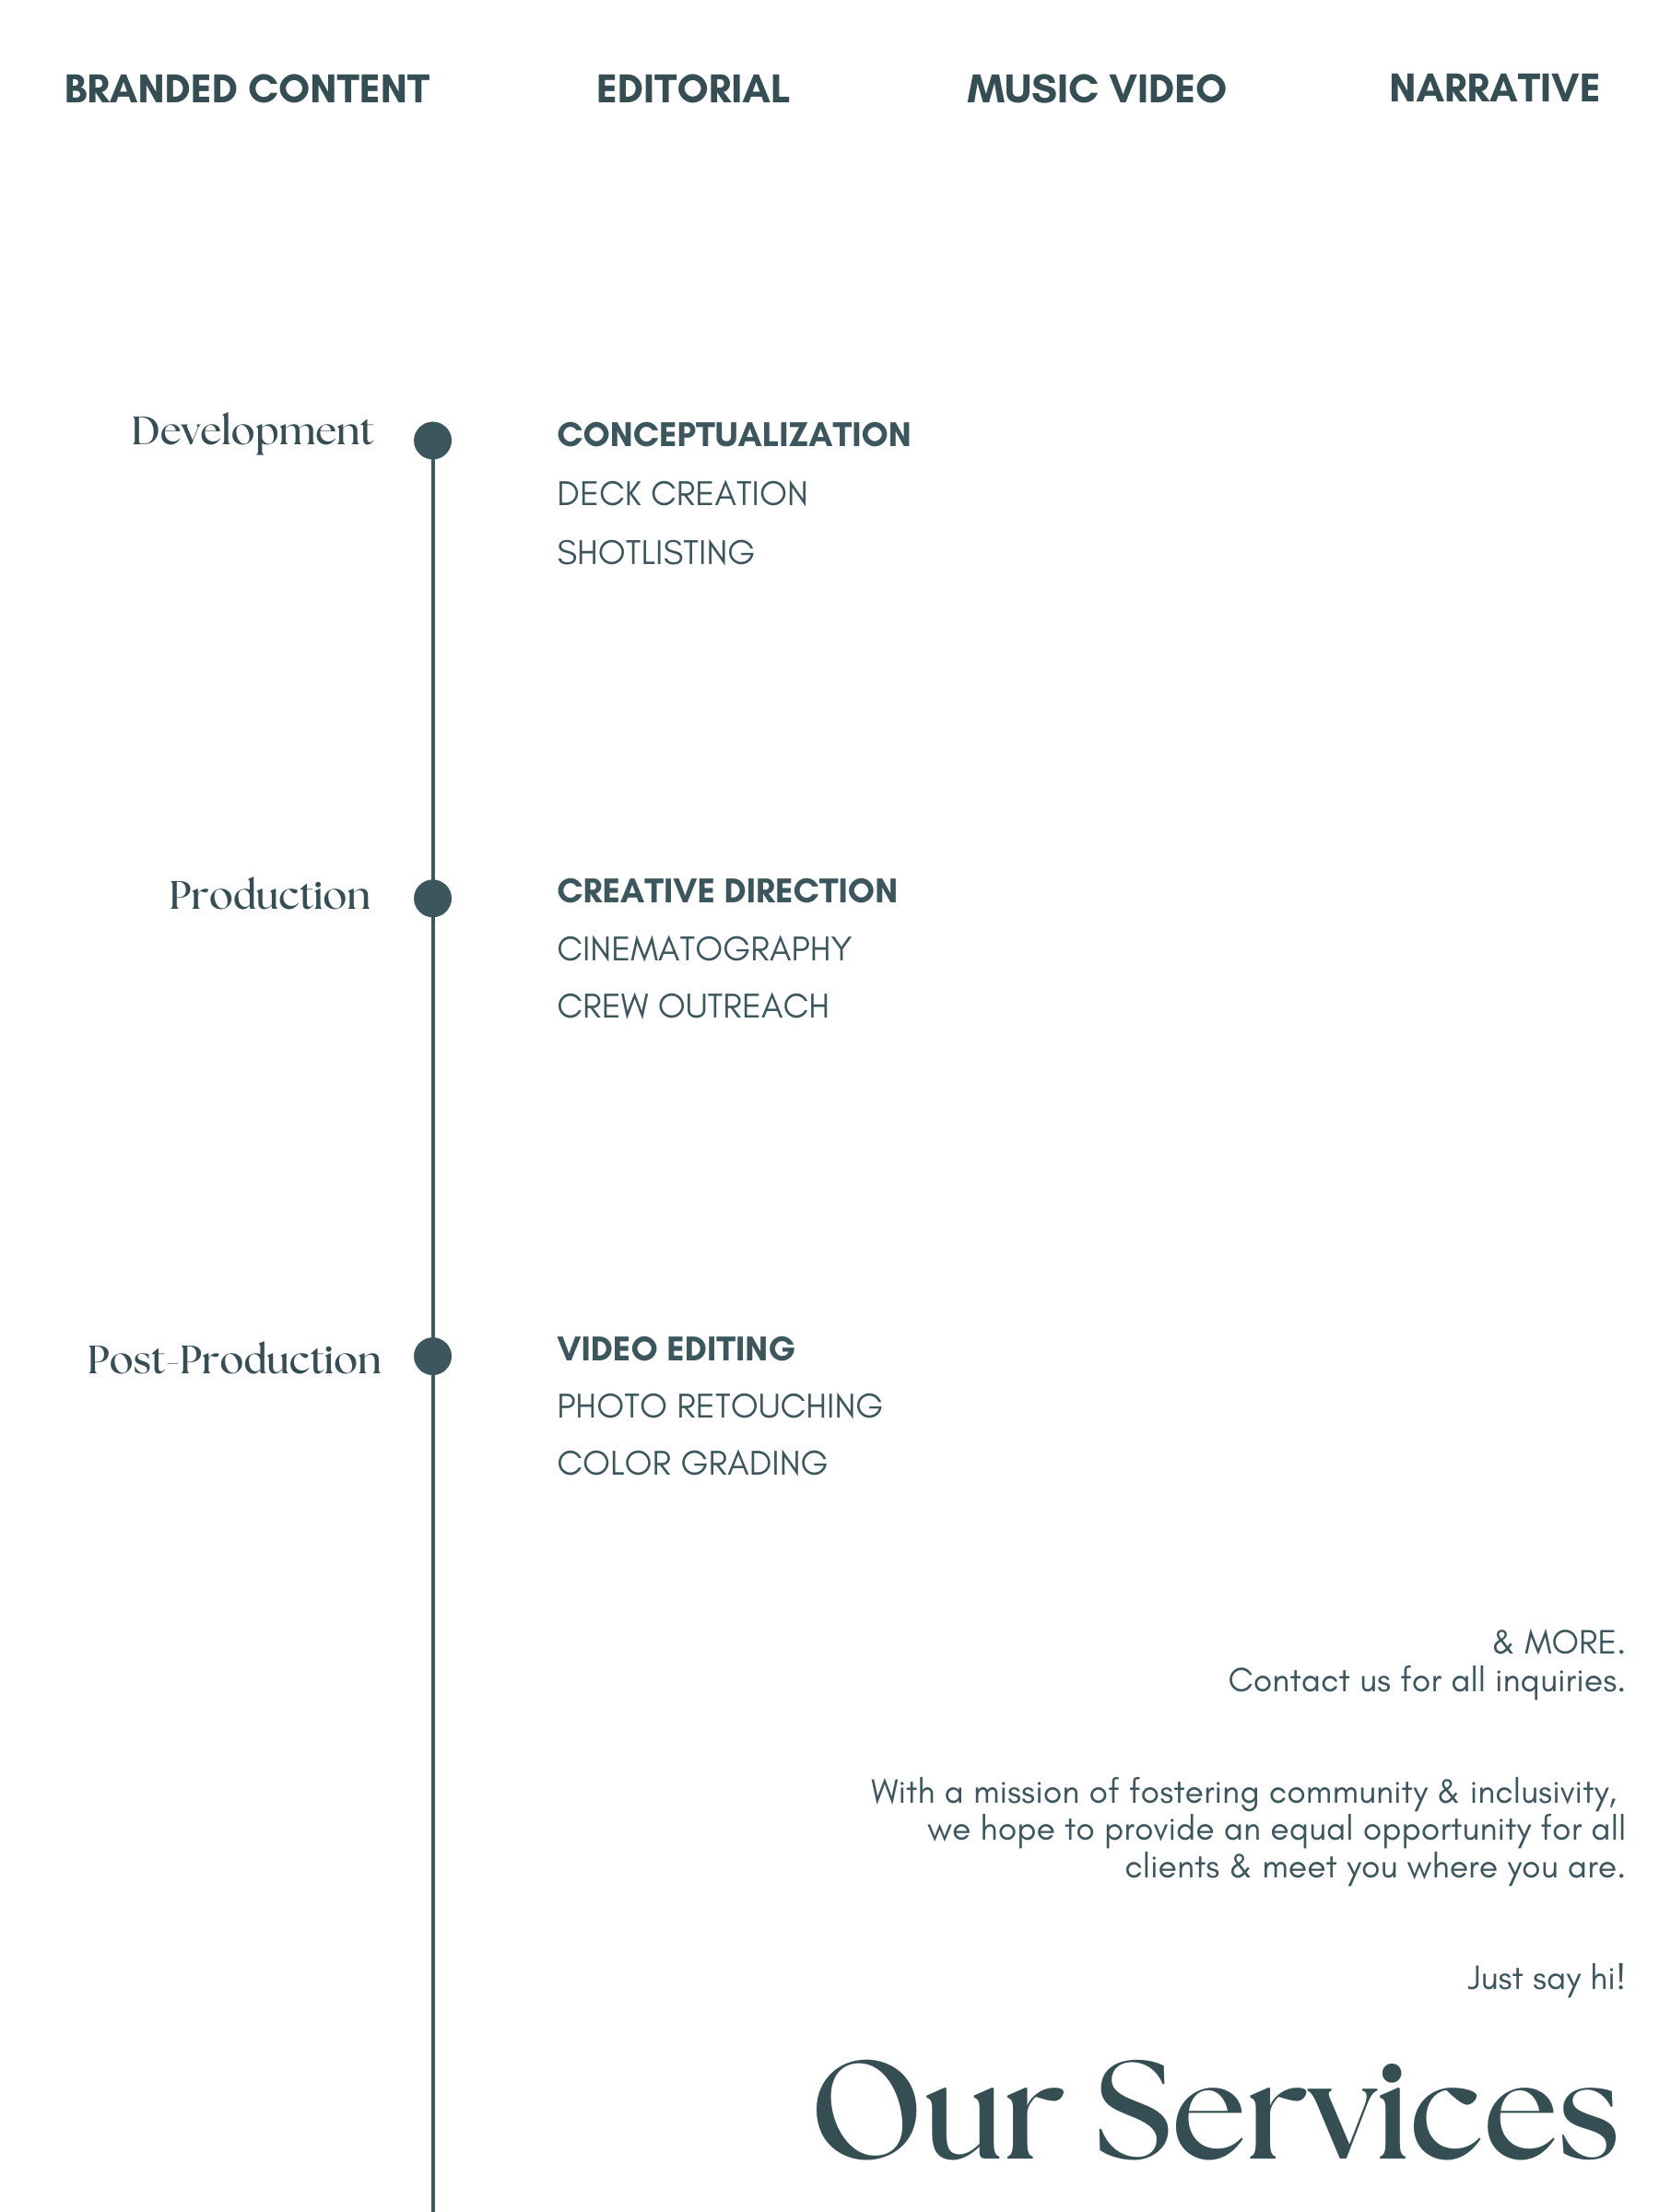 BRANDED CONTENT EDITORIAL MUSIC VIDEO NARRATIVE
Development
CONCEPTUALIZATION
DECK CREATION
SHOTLISTING
Production
CREATIVE DIRECTION
CINEMATOGRAPHY
CREW OUTREACH
Post-Production
VIDEO EDITING
PHOTO RETOUCHING
COLOR GRADING
& MORE.
Contact us for all inquiries.
With a mission of fostering community & inclusivity,
we hope to provide an equal opportunity for all
clients & meet you where you are.
Just say hi!
Our Services